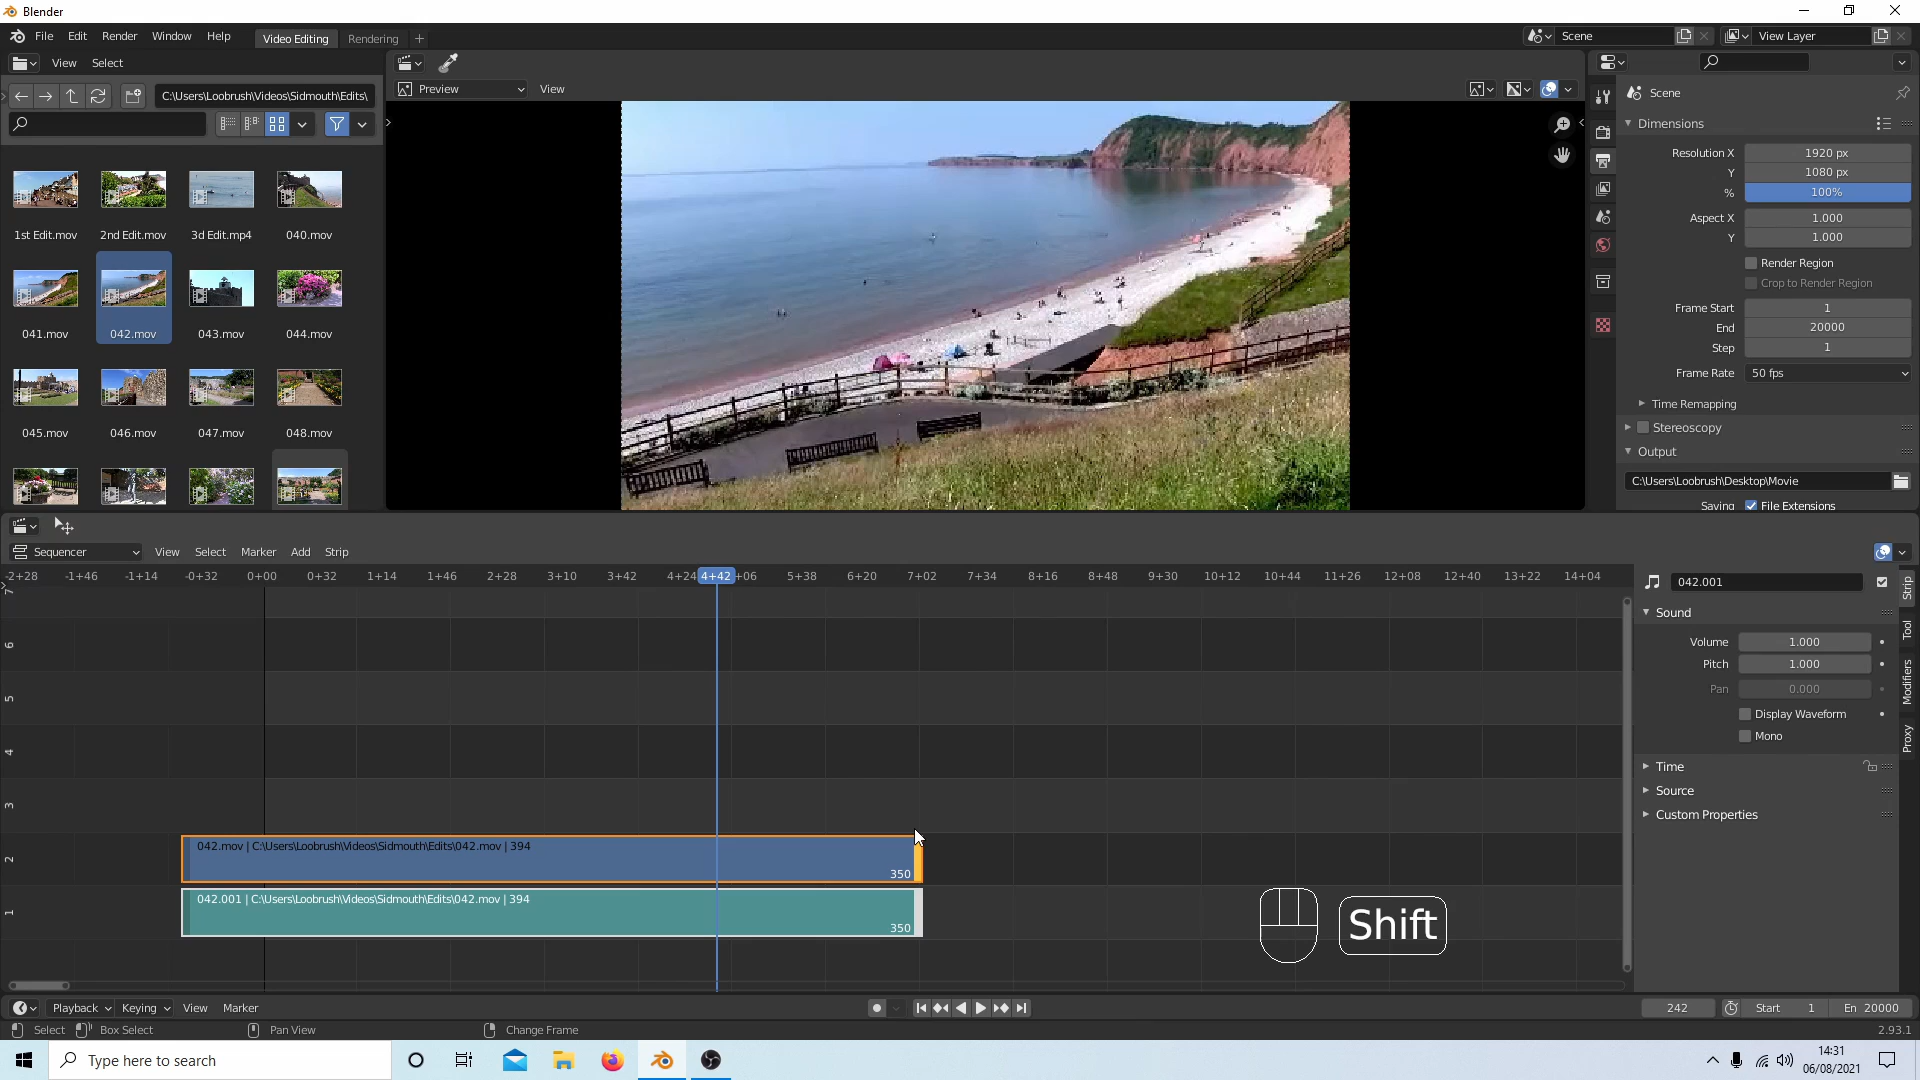 Blender
File Edit Render Window Help Video Editing Rendering + Scene View Layer
View Select
Preview View
C:\Users\Loobrush\Videos\Sidmouth\Edits\
Scene
Dimensions
Resolution X 1920 px
Y 1080 px
% 100%
Aspect X 1.000
Y 1.000
Render Region
Crop to Render Region
Frame Start 1
End 20000
Step 1
Frame Rate 50 fps
Time Remapping
Stereoscopy
Output
C:\Users\Loobrush\Desktop\Movie
Saving File Extensions
1st Edit.mov 2nd Edit.mov 3d Edit.mp4 040.mov
041.mov 042.mov 043.mov 044.mov
045.mov 046.mov 047.mov 048.mov
Sequencer View Select Marker Add Strip
-2+28 -1+46 -1+14 -0+32 0+00 0+32 1+14 1+46 2+28 3+10 3+42 4+24 4+42 +06 5+38 6+20 7+02 7+34 8+16 8+48 9+30 10+12 10+44 11+26 12+08 12+40 13+22 14+04
7
6
5
4
3
2
1
042.mov | C:\Users\Loobrush\Videos\Sidmouth\Edits\042.mov | 394
350
042.001 | C:\Users\Loobrush\Videos\Sidmouth\Edits\042.mov | 394
350
Shift
042.001
Sound
Volume 1.000
Pitch 1.000
Pan 0.000
Display Waveform
Mono
Time
Source
Custom Properties
Strip
Tool
Modifiers
Proxy
Playback Keying View Marker 242 Start 1 En 20000
Select Box Select Pan View Change Frame 2.93.1
Type here to search
14:31
06/08/2021